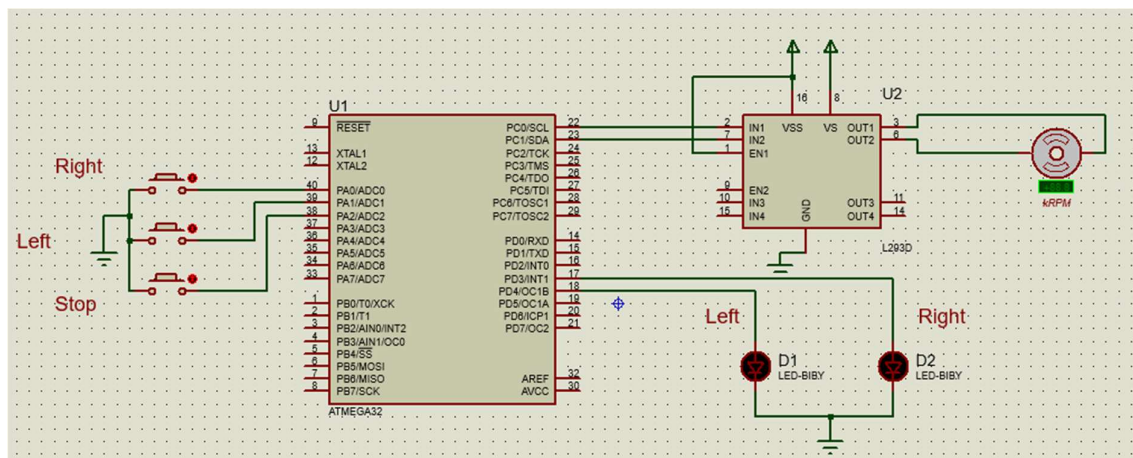 U1
9 RESET PC0/SCL 22
PC1/SDA 23
13 XTAL1 PC2/TCK 24
12 XTAL2 PC3/TMS 25
PC4/TDO 26
40 PA0/ADC0 PC5/TDI 27
39 PA1/ADC1 PC6/TOSC1 28
38 PA2/ADC2 PC7/TOSC2 29
37 PA3/ADC3
36 PA4/ADC4 PD0/RXD 14
35 PA5/ADC5 PD1/TXD 15
34 PA6/ADC6 PD2/INT0 16
33 PA7/ADC7 PD3/INT1 17
PD4/OC1B 18
1 PB0/T0/XCK PD5/OC1A 19
2 PB1/T1 PD6/ICP1 20
3 PB2/AIN0/INT2 PD7/OC2 21
4 PB3/AIN1/OC0
5 PB4/SS
6 PB5/MOSI
7 PB6/MISO AREF 32
8 PB7/SCK AVCC 30
ATMEGA32
Right
Left
Stop
U2
16 8
2 IN1 VSS VS OUT1 3
7 IN2 OUT2 6
1 EN1
9 EN2
10 IN3 OUT3 11
15 IN4 GND OUT4 14
L293D
kRPM
Left
Right
D1
LED-BIBY
D2
LED-BIBY